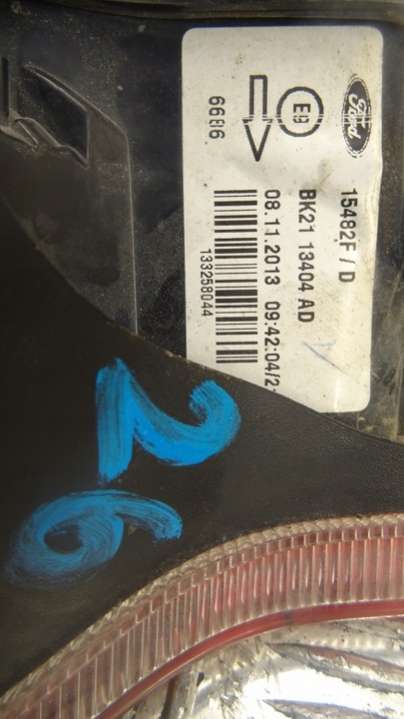 Ford
15482F / D
E9
BK21 13404 AD
08.11.2013 09:42:04/2
6686
133258044
26